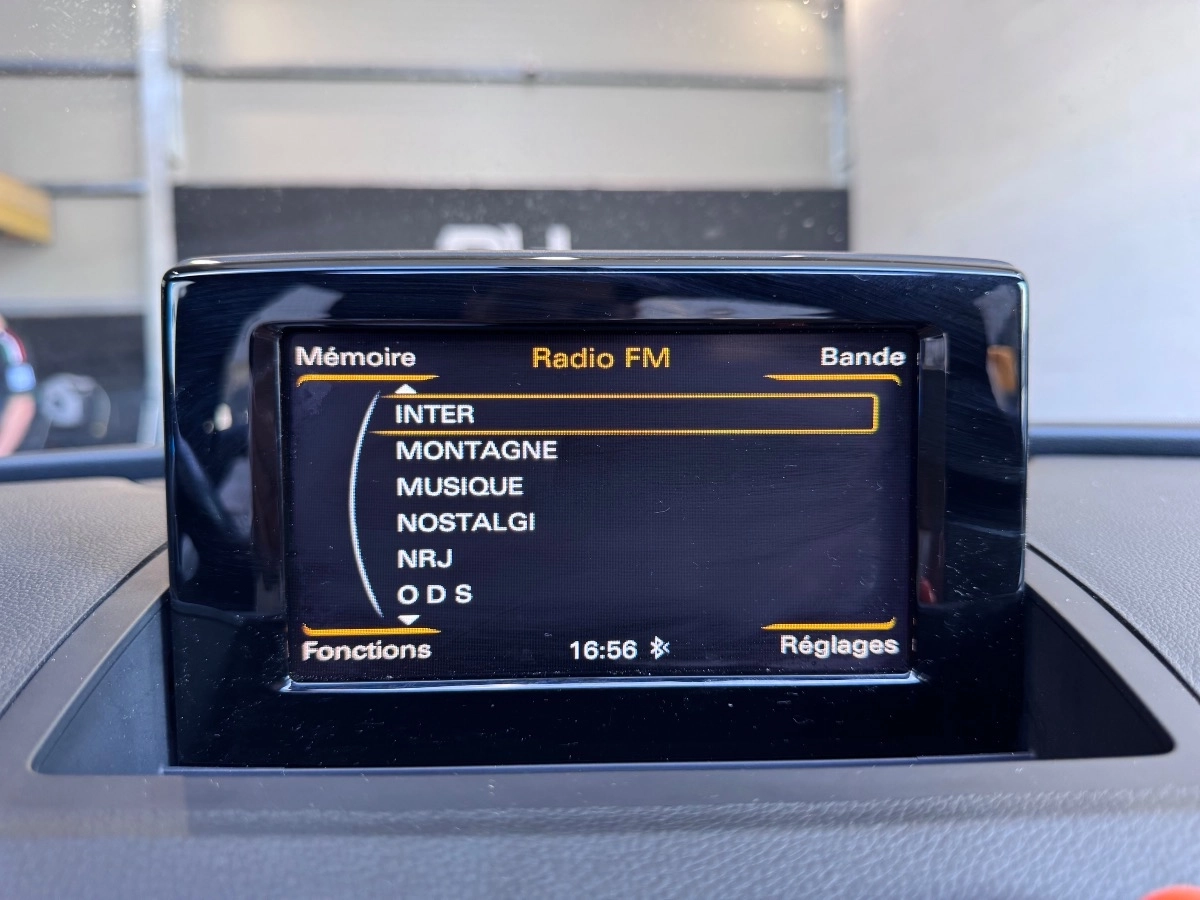 Mémoire Radio FM Bande
INTER
MONTAGNE
MUSIQUE
NOSTALGI
NRJ
O D S
Fonctions 16:56 Réglages